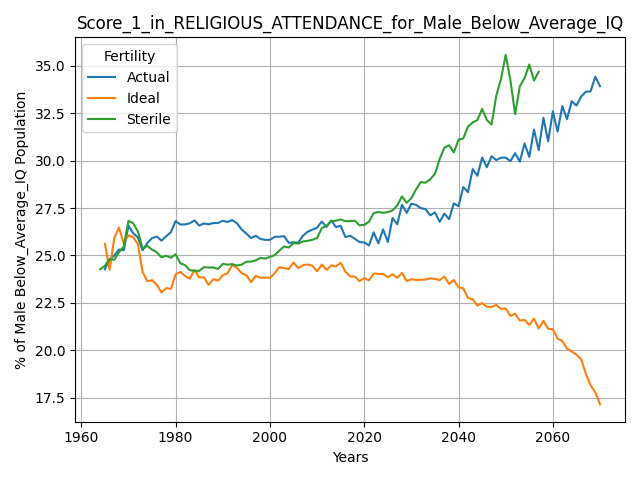 Score_1_in_RELIGIOUS_ATTENDANCE_for_Male_Below_Average_IQ
Fertility
Actual
Ideal
Sterile
% of Male Below_Average_IQ Population
35.0
32.5
30.0
27.5
25.0
22.5
20.0
17.5
1960 1980 2000 2020 2040 2060
Years